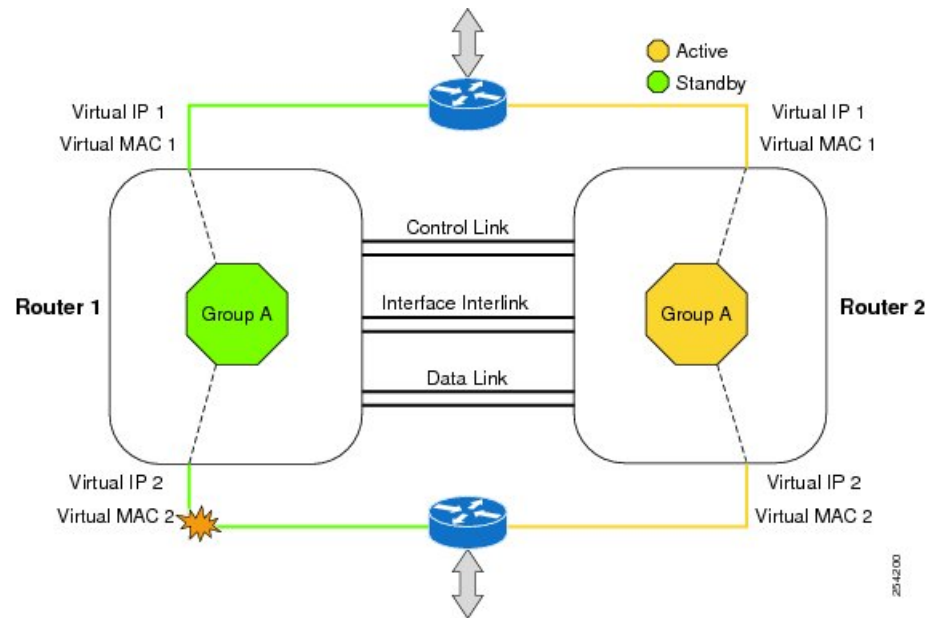 Active
Standby
Virtual IP 1
Virtual MAC 1
Virtual IP 1
Virtual MAC 1
Control Link
Router 1
Group A
Interface Interlink
Group A
Router 2
Data Link
Virtual IP 2
Virtual MAC 2
Virtual IP 2
Virtual MAC 2
254200